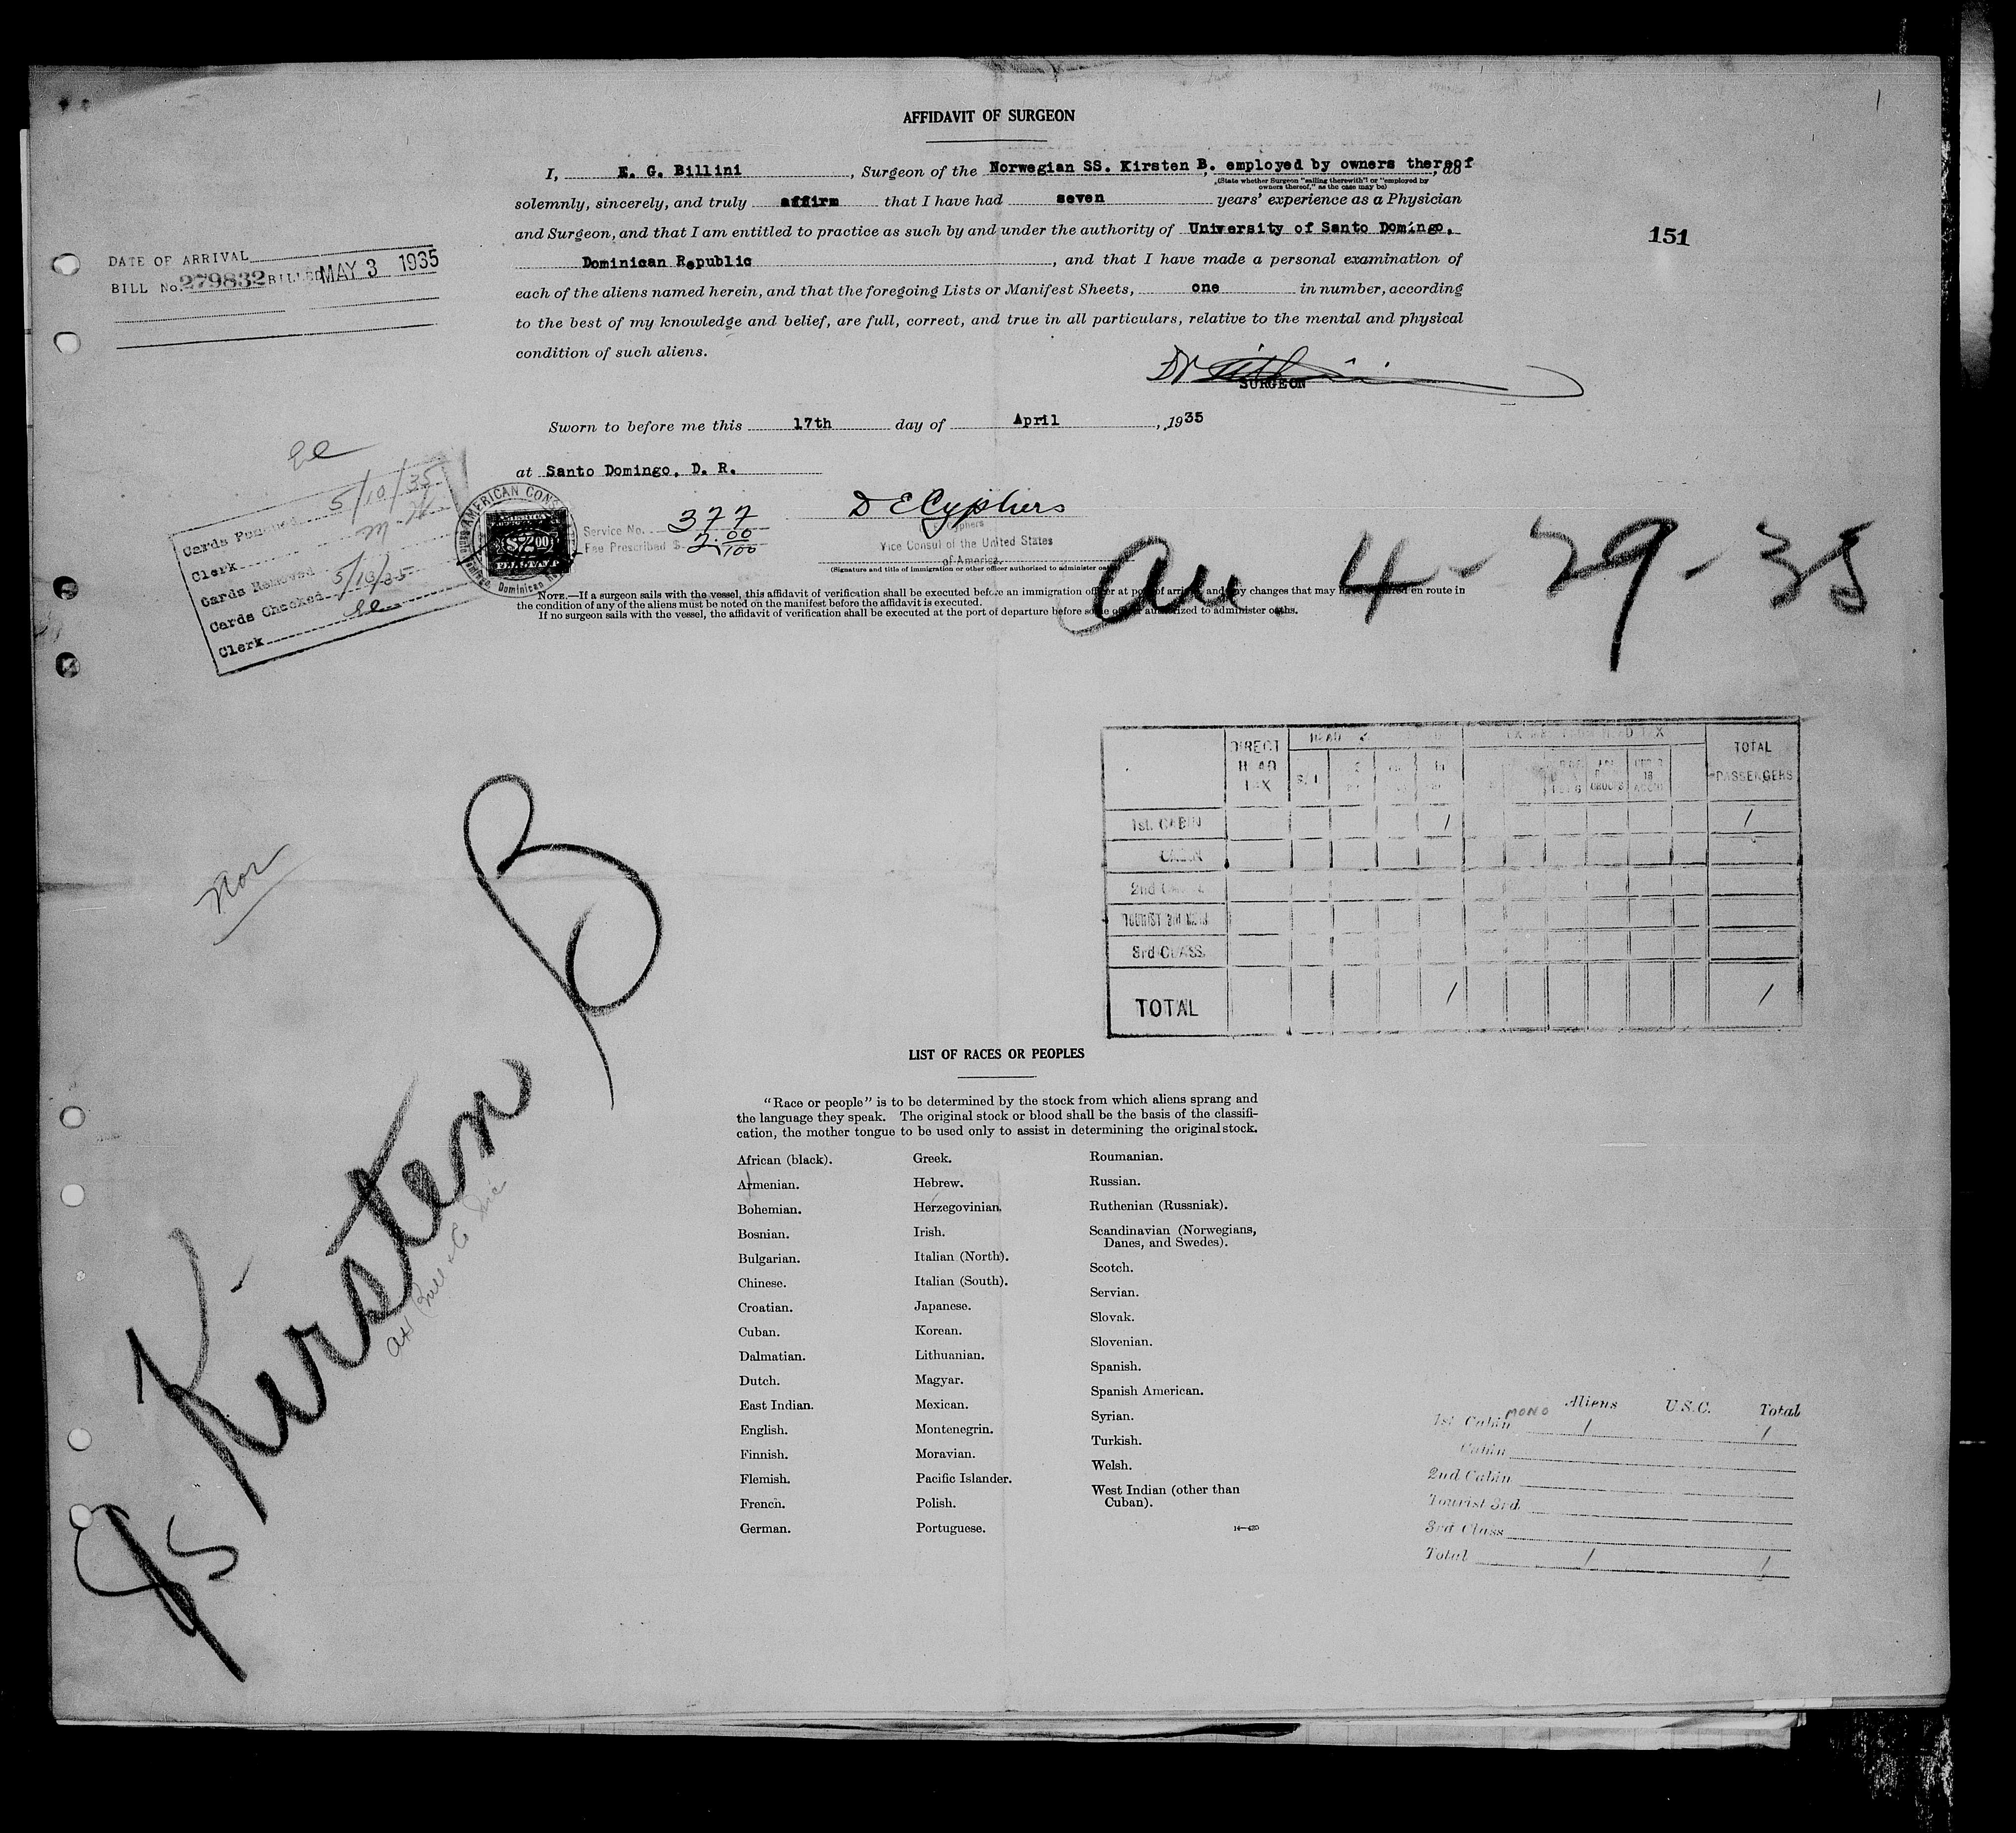 1
AFFIDAVIT OF SURGEON
I, E. G. Billini, Surgeon of the Norwegian SS. Kirsten B. employed by owners thereof, do
(State whether Surgeon "sailing therewith" or "employed by
owners thereof," as the case may be)
solemnly, sincerely, and truly affirm that I have had seven years' experience as a Physician
and Surgeon, and that I am entitled to practice as such by and under the authority of University of Santo Domingo,
Dominican Republic, and that I have made a personal examination of
each of the aliens named herein, and that the foregoing Lists or Manifest Sheets, one in number, according
to the best of my knowledge and belief, are full, correct, and true in all particulars, relative to the mental and physical
condition of such aliens.
151
DATE OF ARRIVAL
BILL No. 279832 BILLED MAY 3 1935
Dr
SURGEON
Sworn to before me this 17th day of April, 1935
at Santo Domingo, D. R.
Cards Punched 5/10/35
Clerk M-H
Cards Removed
Cards Checked 5/10/35
Clerk
AMERICAN CONS
AMERICAN
$2.00
FEE STAMP
Dominican
Service No. 377
Fee Prescribed $ 2.00/100
D E Cyphers
Cyphers
Vice Consul of the United States
of America.
(Signature and title of immigration or other officer authorized to administer
4-29-35
NOTE.—If a surgeon sails with the vessel, this affidavit of verification shall be executed before an immigration officer at port of arrival and any changes that may have occurred en route in
the condition of any of the aliens must be noted on the manifest before the affidavit is executed.
If no surgeon sails with the vessel, the affidavit of verification shall be executed at the port of departure before some officer authorized to administer oaths.
DIRECT HEAD TAX
TOTAL PASSENGERS
1st. CABIN 1 1
CABIN
2nd
TOURIST 3rd
3rd CLASS
TOTAL 1 1
Nor
SS Kirsten B
LIST OF RACES OR PEOPLES
"Race or people" is to be determined by the stock from which aliens sprang and
the language they speak. The original stock or blood shall be the basis of the classifi-
cation, the mother tongue to be used only to assist in determining the original stock.
African (black).
Armenian.
Bohemian.
Bosnian.
Bulgarian.
Chinese.
Croatian.
Cuban.
Dalmatian.
Dutch.
East Indian.
English.
Finnish.
Flemish.
French.
German.
Greek.
Hebrew.
Herzegovinian.
Irish.
Italian (North).
Italian (South).
Japanese.
Korean.
Lithuanian.
Magyar.
Mexican.
Montenegrin.
Moravian.
Pacific Islander.
Polish.
Portuguese.
Roumanian.
Russian.
Ruthenian (Russniak).
Scandinavian (Norwegians,
Danes, and Swedes).
Scotch.
Servian.
Slovak.
Slovenian.
Spanish.
Spanish American.
Syrian.
Turkish.
Welsh.
West Indian (other than
Cuban).
14—435
Aliens U.S.C. Total
1st Cabin MONO 1 1
Cabin
2nd Cabin
Tourist 3rd
3rd Class
Total 1 1